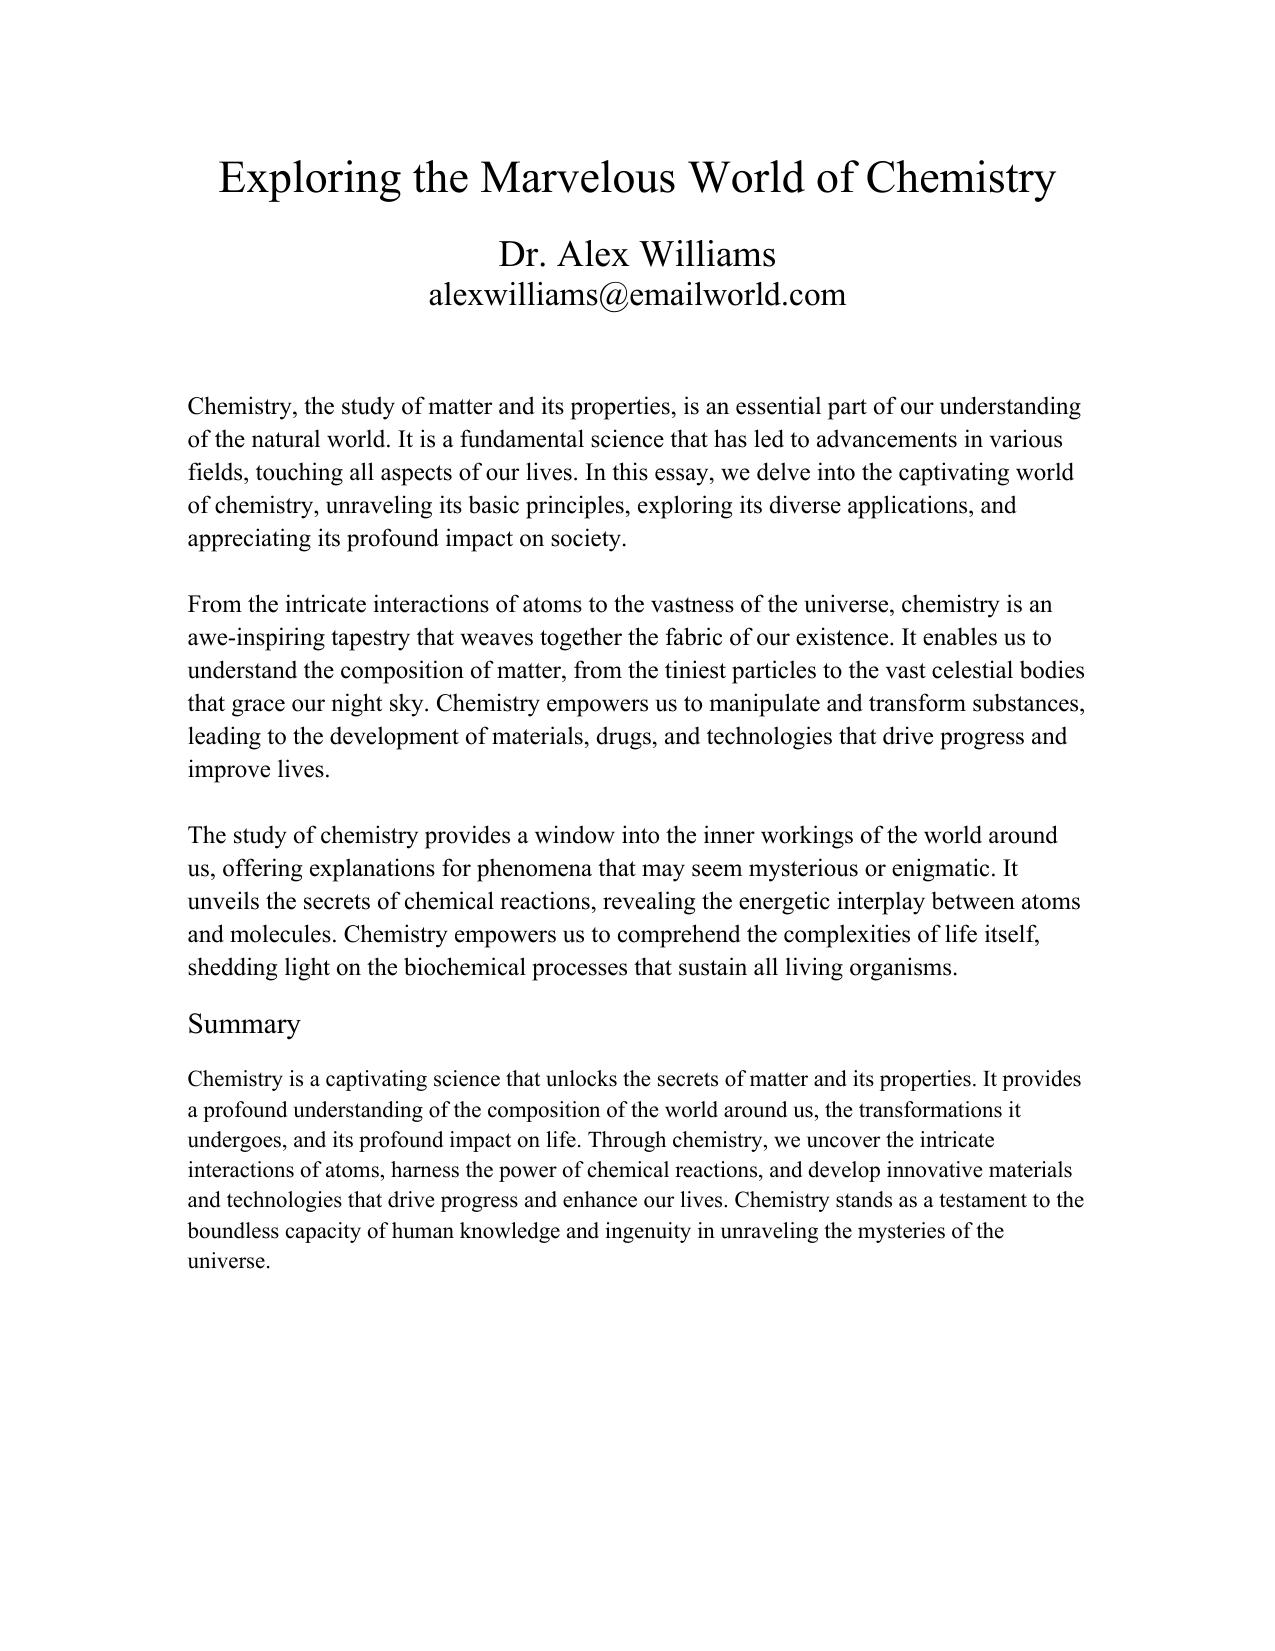 Exploring the Marvelous World of Chemistry
Dr. Alex Williams
alexwilliams@emailworld.com
Chemistry, the study of matter and its properties, is an essential part of our understanding
of the natural world. It is a fundamental science that has led to advancements in various
fields, touching all aspects of our lives. In this essay, we delve into the captivating world
of chemistry, unraveling its basic principles, exploring its diverse applications, and
appreciating its profound impact on society.
From the intricate interactions of atoms to the vastness of the universe, chemistry is an
awe-inspiring tapestry that weaves together the fabric of our existence. It enables us to
understand the composition of matter, from the tiniest particles to the vast celestial bodies
that grace our night sky. Chemistry empowers us to manipulate and transform substances,
leading to the development of materials, drugs, and technologies that drive progress and
improve lives.
The study of chemistry provides a window into the inner workings of the world around
us, offering explanations for phenomena that may seem mysterious or enigmatic. It
unveils the secrets of chemical reactions, revealing the energetic interplay between atoms
and molecules. Chemistry empowers us to comprehend the complexities of life itself,
shedding light on the biochemical processes that sustain all living organisms.
Summary
Chemistry is a captivating science that unlocks the secrets of matter and its properties. It provides
a profound understanding of the composition of the world around us, the transformations it
undergoes, and its profound impact on life. Through chemistry, we uncover the intricate
interactions of atoms, harness the power of chemical reactions, and develop innovative materials
and technologies that drive progress and enhance our lives. Chemistry stands as a testament to the
boundless capacity of human knowledge and ingenuity in unraveling the mysteries of the
universe.